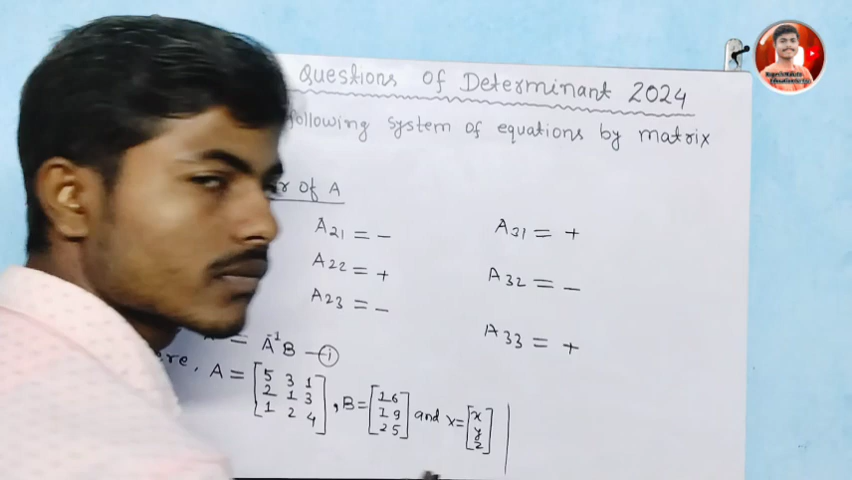 Questions of Determinant 2024
following system of equations by matrix
r of A
A21 = -
A31 = +
A22 = +
A32 = -
A23 = -
A33 = +
= A⁻¹B —①
ere, A = [5 3 1
2 1 3
1 2 4], B = [16
19
25] and X = [x
y
z]